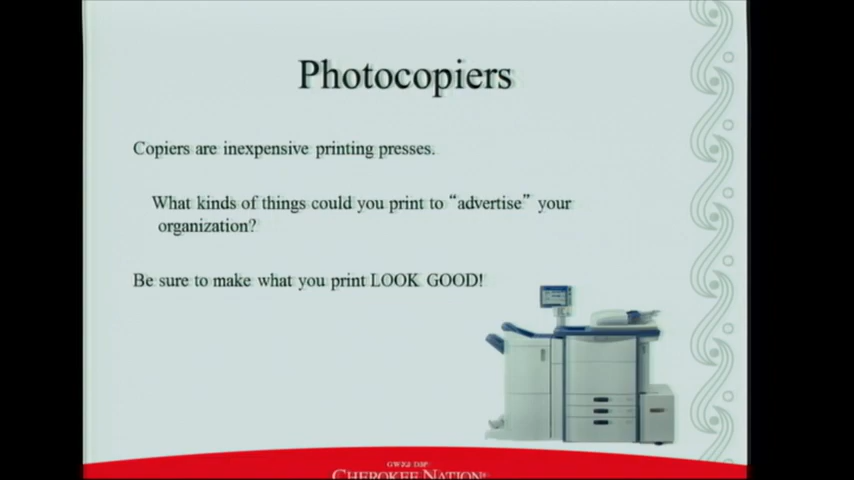 Photocopiers
Copiers are inexpensive printing presses.
What kinds of things could you print to “advertise” your
organization?
Be sure to make what you print LOOK GOOD!
CHEROKEE NATION